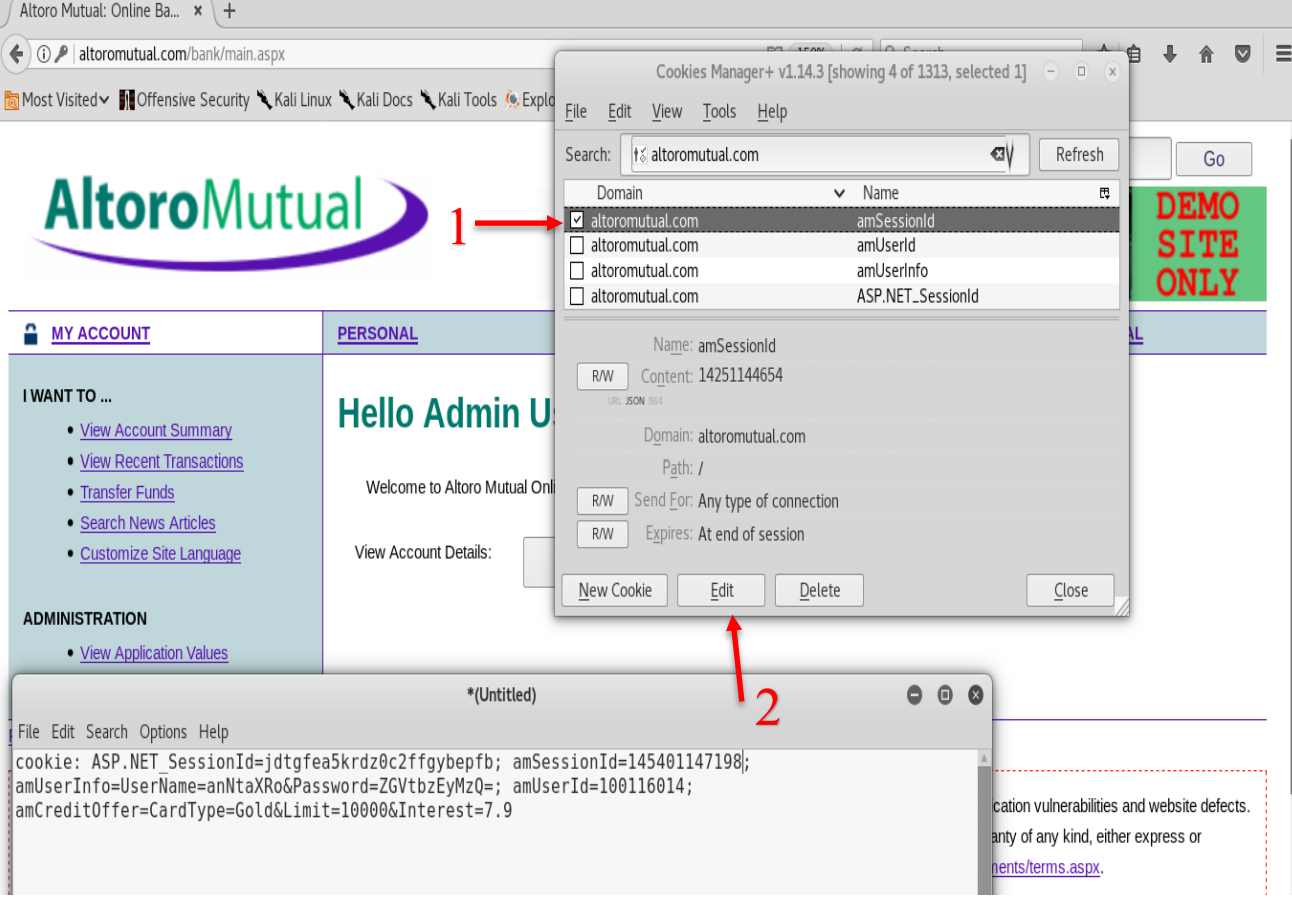 Altoro Mutual: Online Ba... × +
altoromutual.com/bank/main.aspx
Most Visited Offensive Security Kali Linux Kali Docs Kali Tools Explo
Cookies Manager+ v1.14.3 [showing 4 of 1313, selected 1]
File Edit View Tools Help
Search: altoromutual.com Refresh
Go
Domain Name
altoromutual.com amSessionId
altoromutual.com amUserId
altoromutual.com amUserInfo
altoromutual.com ASP.NET_SessionId
1
AltoroMutual
DEMO
SITE
ONLY
MY ACCOUNT PERSONAL AL
Name: amSessionId
R/W Content: 14251144654
URL JSON B64
Domain: altoromutual.com
Path: /
R/W Send For: Any type of connection
R/W Expires: At end of session
New Cookie Edit Delete Close
2
I WANT TO ...
• View Account Summary
• View Recent Transactions
• Transfer Funds
• Search News Articles
• Customize Site Language
ADMINISTRATION
• View Application Values
Hello Admin Us
Welcome to Altoro Mutual Onli
View Account Details:
*(Untitled)
File Edit Search Options Help
cookie: ASP.NET_SessionId=jdtgfea5krdz0c2ffgybepfb; amSessionId=145401147198;
amUserInfo=UserName=anNtaXRo&Password=ZGVtbzEyMzQ=; amUserId=100116014;
amCreditOffer=CardType=Gold&Limit=10000&Interest=7.9
ication vulnerabilities and website defects.
anty of any kind, either express or
ments/terms.aspx.